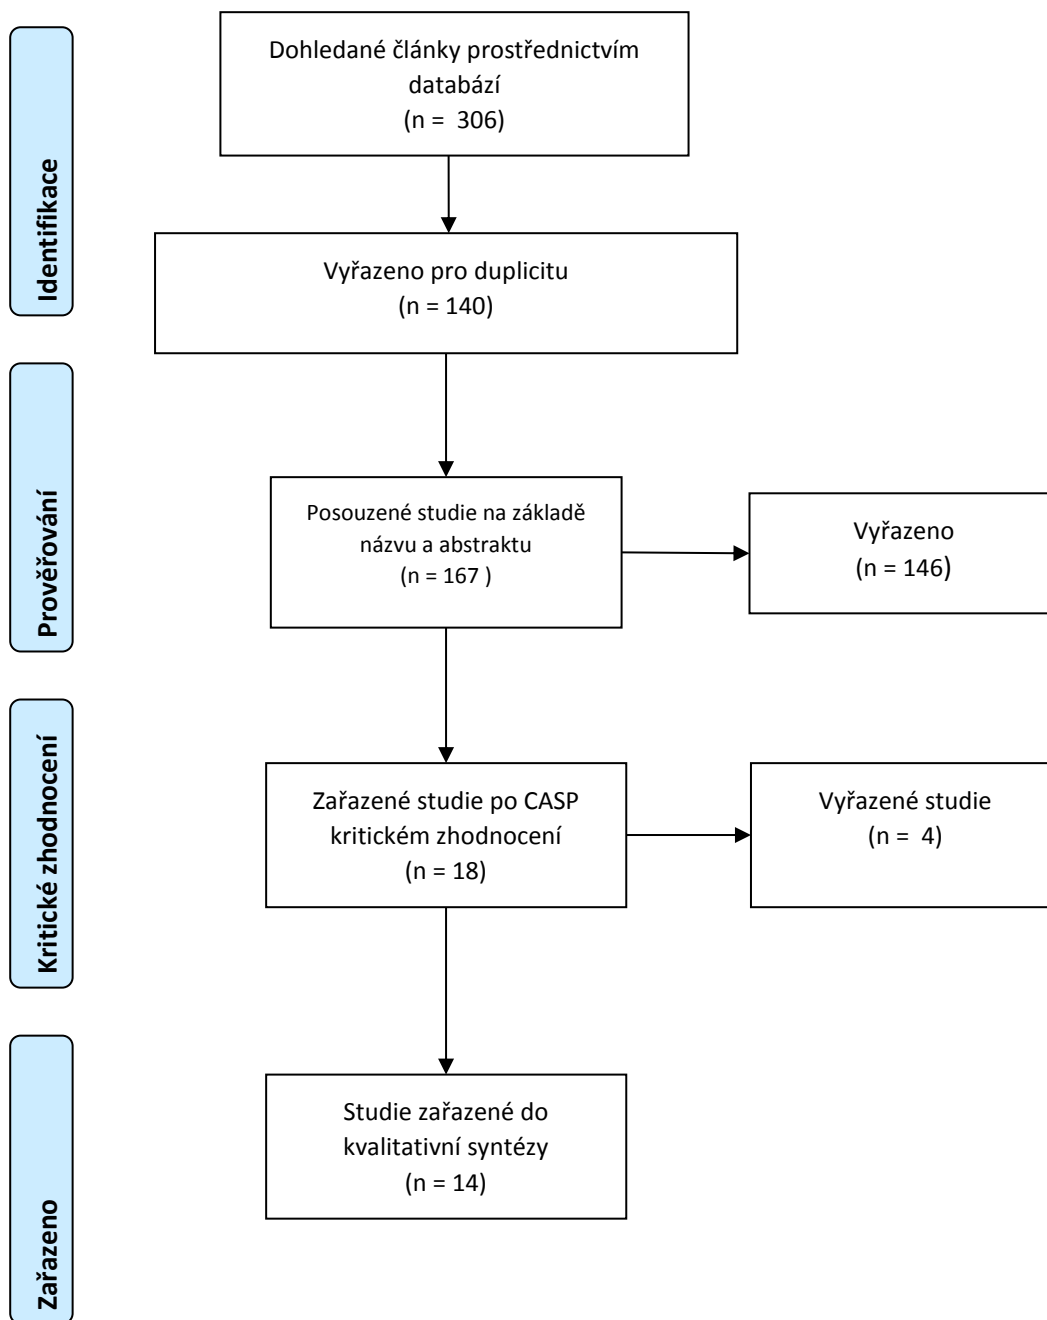 Identifikace
Dohledané články prostřednictvím
databází
(n =  306)
Vyřazeno pro duplicitu
(n = 140)
Prověřování
Posouzené studie na základě
názvu a abstraktu
(n = 167 )
Vyřazeno
(n = 146)
Kritické zhodnocení
Zařazené studie po CASP
kritickém zhodnocení
(n = 18)
Vyřazené studie
(n =  4)
Zařazeno
Studie zařazené do
kvalitativní syntézy
(n = 14)